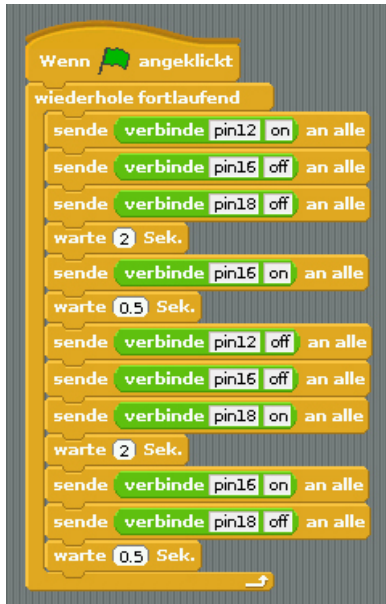 Wenn angeklickt
wiederhole fortlaufend
sende verbinde pin12 on an alle
sende verbinde pin16 off an alle
sende verbinde pin18 off an alle
warte 2 Sek.
sende verbinde pin16 on an alle
warte 0.5 Sek.
sende verbinde pin12 off an alle
sende verbinde pin16 off an alle
sende verbinde pin18 on an alle
warte 2 Sek.
sende verbinde pin16 on an alle
sende verbinde pin18 off an alle
warte 0.5 Sek.